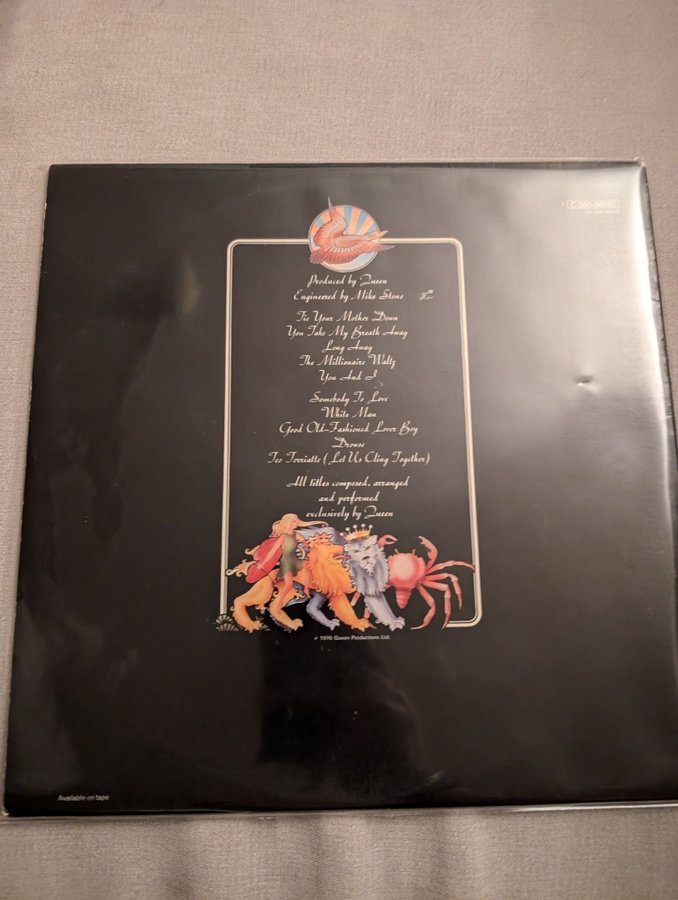 Produced by Queen
Engineered by Mike Stone
Tie Your Mother Down
You Take My Breath Away
Long Away
The Millionaire Waltz
You And I
Somebody To Love
White Man
Good Old-Fashioned Lover Boy
Drowse
Teo Torriatte (Let Us Cling Together)
All titles composed, arranged
and performed
exclusively by Queen
℗ 1976 Queen Productions Ltd.
Available on tape